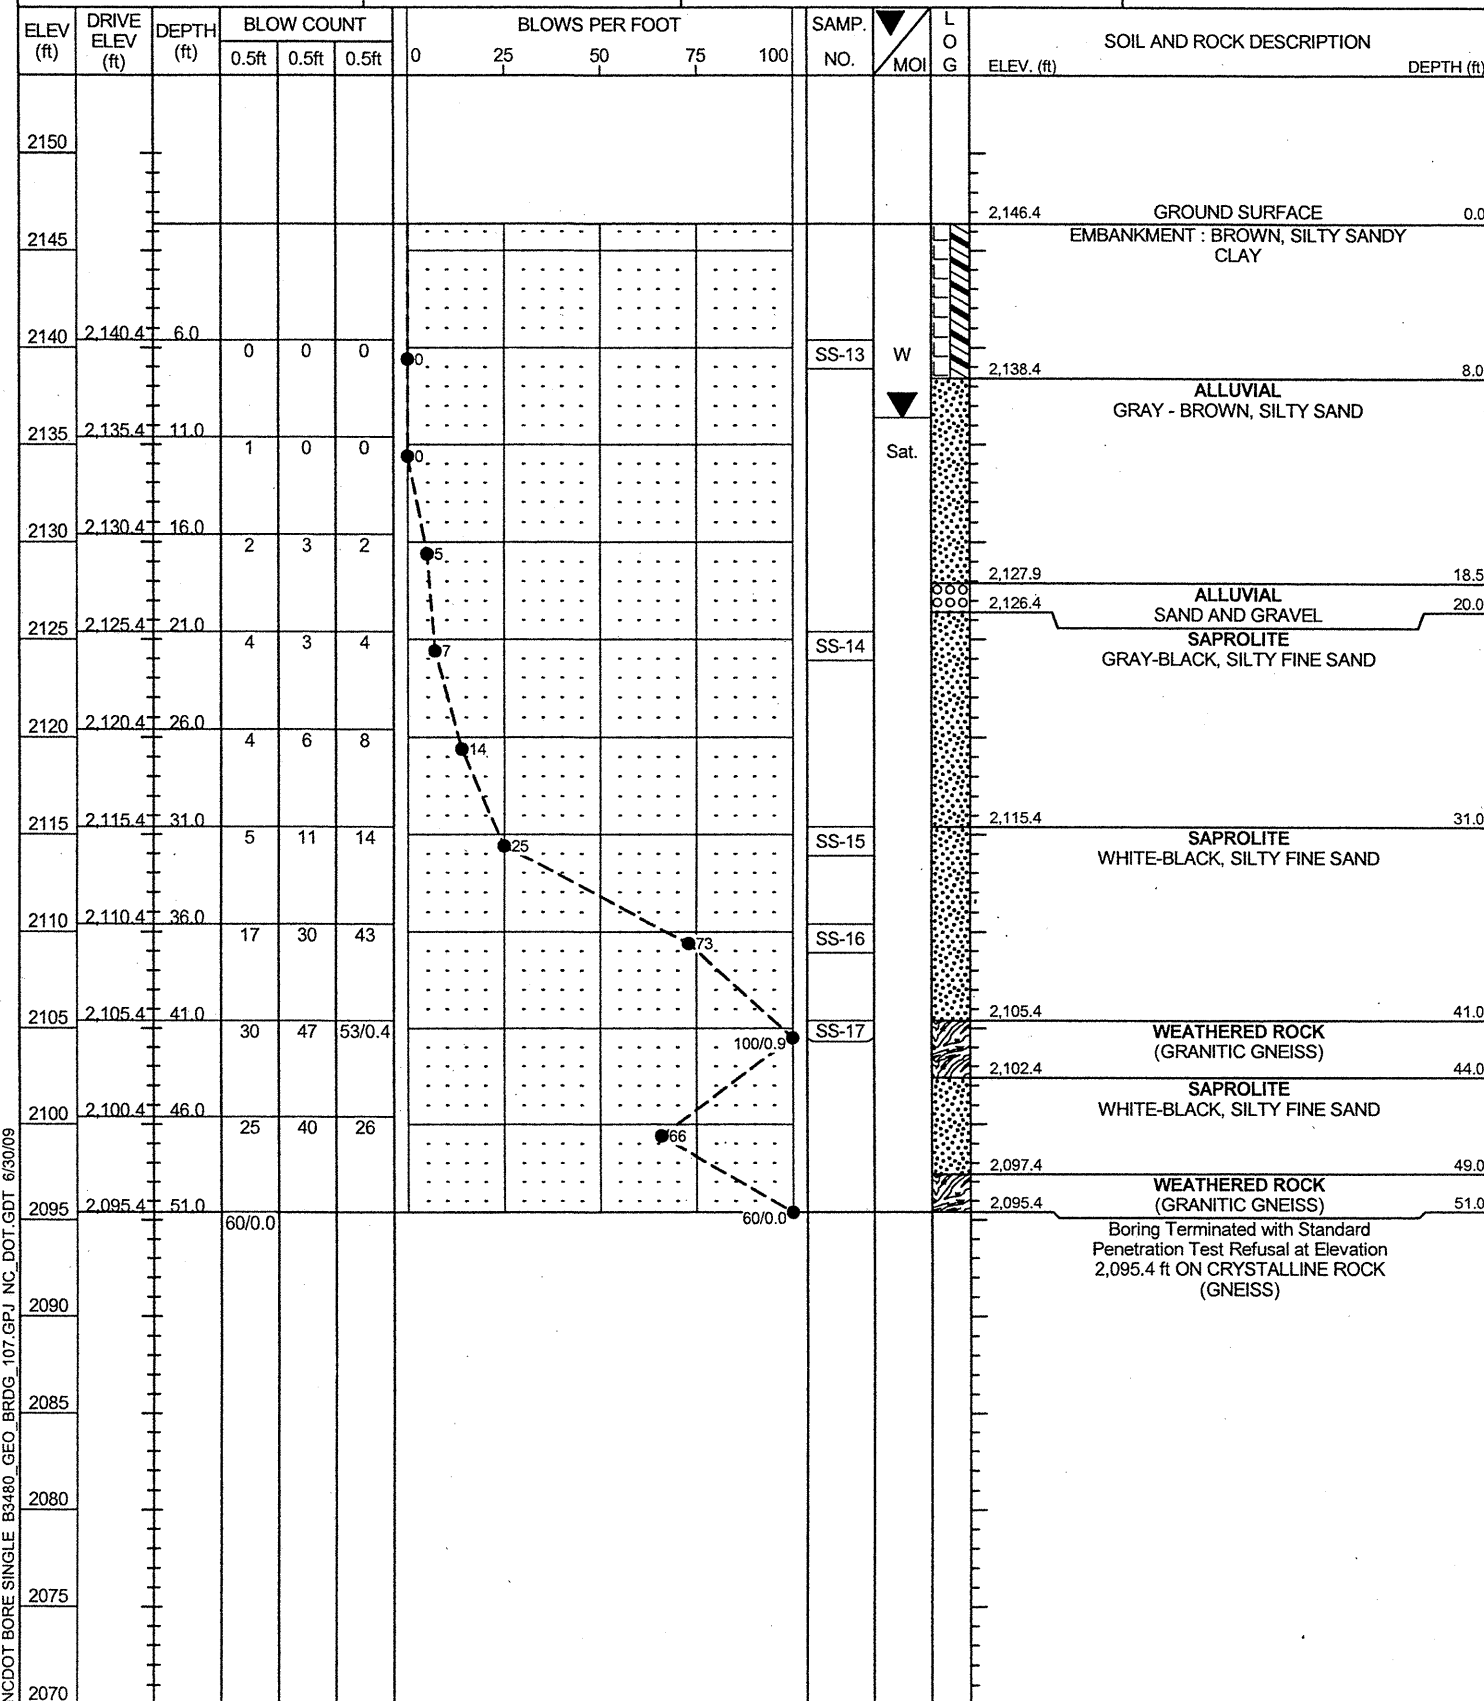 ELEV (ft) DRIVE ELEV (ft) DEPTH (ft) BLOW COUNT BLOWS PER FOOT SAMP. NO. MOI LOG SOIL AND ROCK DESCRIPTION
0.5ft 0.5ft 0.5ft 0 25 50 75 100 ELEV. (ft) DEPTH (ft)
2150
2,146.4 GROUND SURFACE 0.0
2145 EMBANKMENT : BROWN, SILTY SANDY
CLAY
2140 2,140.4 6.0
0 0 0 0 SS-13 W
2,138.4 8.0
ALLUVIAL
GRAY - BROWN, SILTY SAND
2135 2,135.4 11.0
1 0 0 0 Sat.
2130 2,130.4 16.0
2 3 2 5
2,127.9 18.5
ALLUVIAL
2,126.4 20.0
SAND AND GRAVEL
2125 2,125.4 21.0
4 3 4 7 SS-14 SAPROLITE
GRAY-BLACK, SILTY FINE SAND
2120 2,120.4 26.0
4 6 8 14
2115 2,115.4 31.0 2,115.4 31.0
5 11 14 25 SS-15 SAPROLITE
WHITE-BLACK, SILTY FINE SAND
2110 2,110.4 36.0
17 30 43 73 SS-16
2105 2,105.4 41.0 2,105.4 41.0
30 47 53/0.4 100/0.9 SS-17 WEATHERED ROCK
(GRANITIC GNEISS)
2,102.4 44.0
SAPROLITE
WHITE-BLACK, SILTY FINE SAND
2100 2,100.4 46.0
25 40 26 66
2,097.4 49.0
WEATHERED ROCK
(GRANITIC GNEISS)
2095 2,095.4 51.0 2,095.4 51.0
60/0.0 60/0.0
Boring Terminated with Standard
Penetration Test Refusal at Elevation
2,095.4 ft ON CRYSTALLINE ROCK
(GNEISS)
2090
2085
2080
2075
2070
NCDOT BORE SINGLE B3480_GEO_BRDG_107.GPJ NC_DOT.GDT 6/30/09